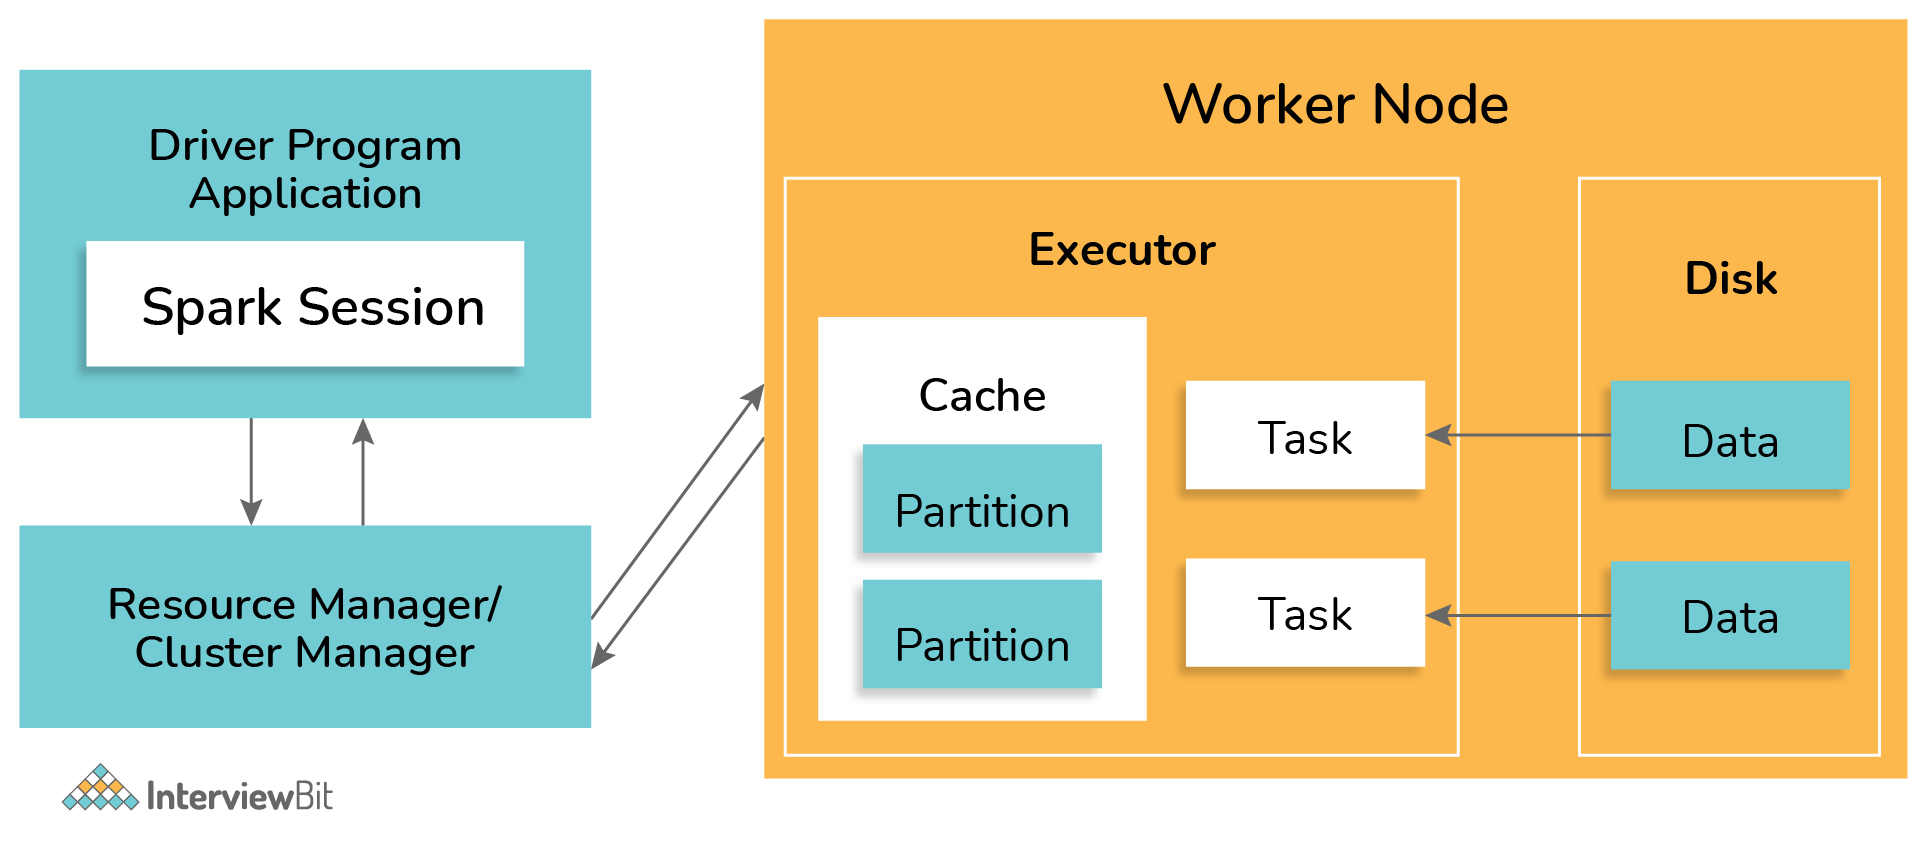 Driver Program
Application
Spark Session
Resource Manager/
Cluster Manager
Worker Node
Executor
Cache
Partition
Partition
Task
Task
Disk
Data
Data
InterviewBit